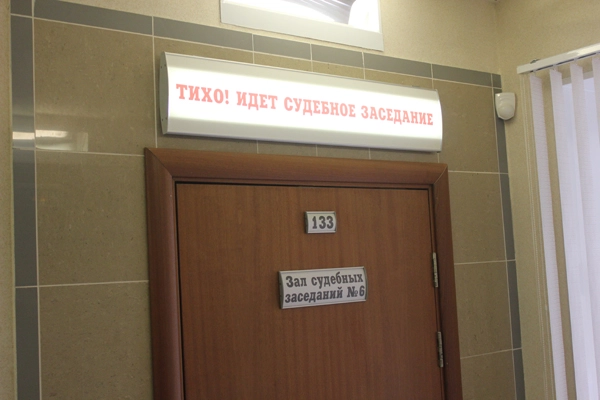 ТИХО! ИДЕТ СУДЕБНОЕ ЗАСЕДАНИЕ
133
Зал судебных
заседаний №6